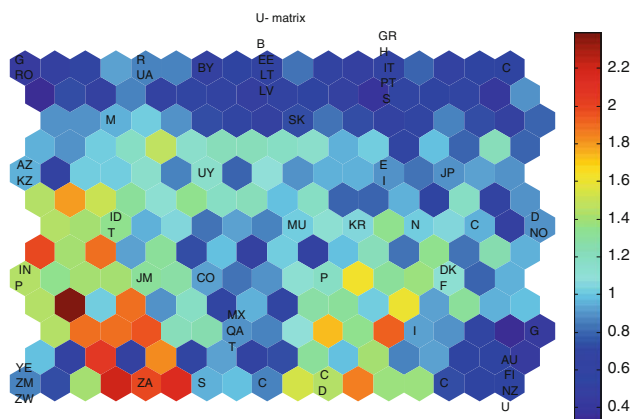 U- matrix
B
GR
H
G
R
EE
IT
C
RO
UA
BY
LT
PT
LV
S
M
SK
AZ
KZ
UY
E
I
JP
ID
T
MU
KR
N
C
D
NO
IN
P
JM
CO
P
DK
F
MX
QA
T
I
G
YE
ZM
ZW
ZA
S
C
C
D
C
AU
FI
NZ
U
2.2
2
1.8
1.6
1.4
1.2
1
0.8
0.6
0.4